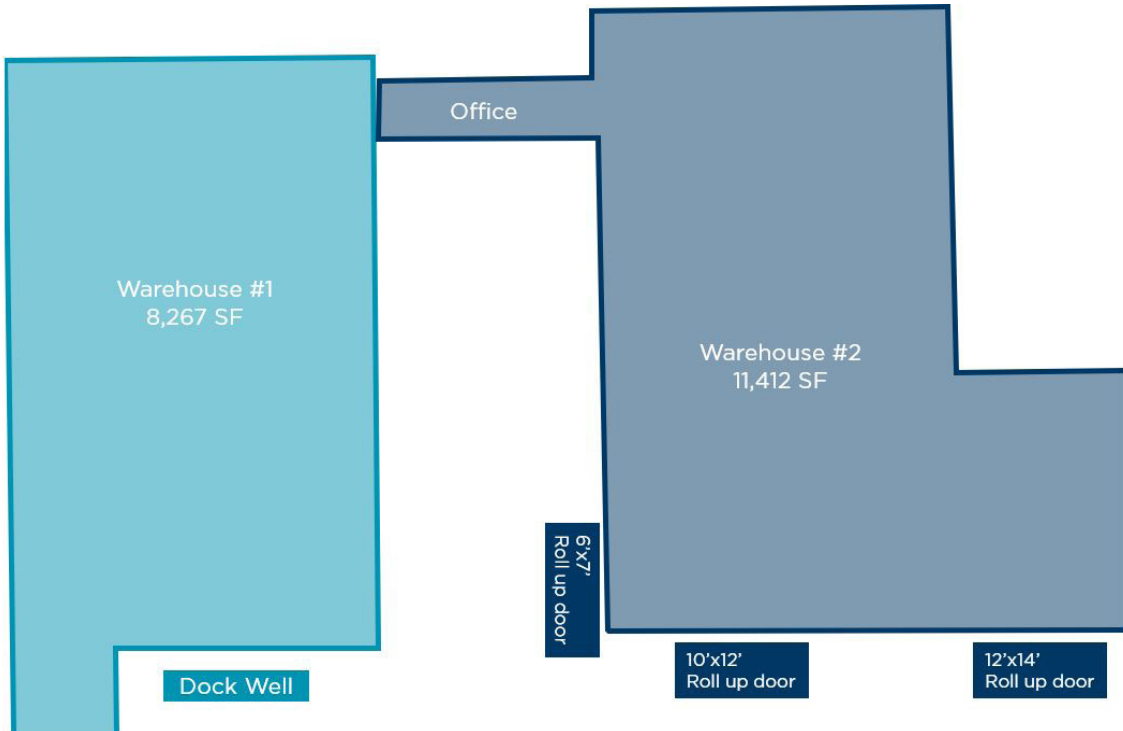 Office
Warehouse #1
8,267 SF
Warehouse #2
11,412 SF
6'x7'
Roll up door
Dock Well
10'x12'
Roll up door
12'x14'
Roll up door